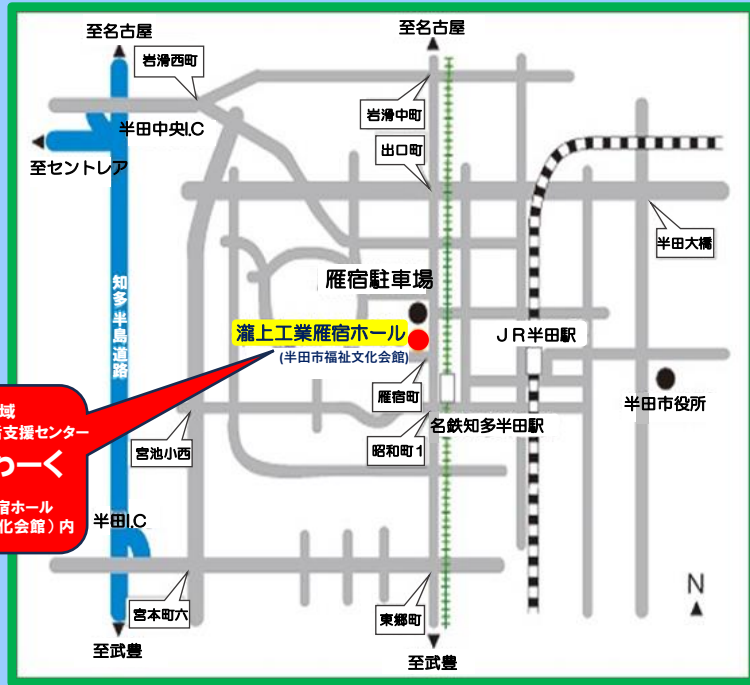 至名古屋
至名古屋
岩滑西町
岩滑中町
半田中央I.C
出口町
至セントレア
半田大橋
知多半島道路
雁宿駐車場
瀧上工業雁宿ホール
(半田市福祉文化会館)
JR半田駅
雁宿町
半田市役所
名鉄知多半田駅
昭和町1
宮池小西
域
支援センター
わーく
宿ホール
化会館)内
半田I.C
宮本町六
東郷町
N
至武豊
至武豊